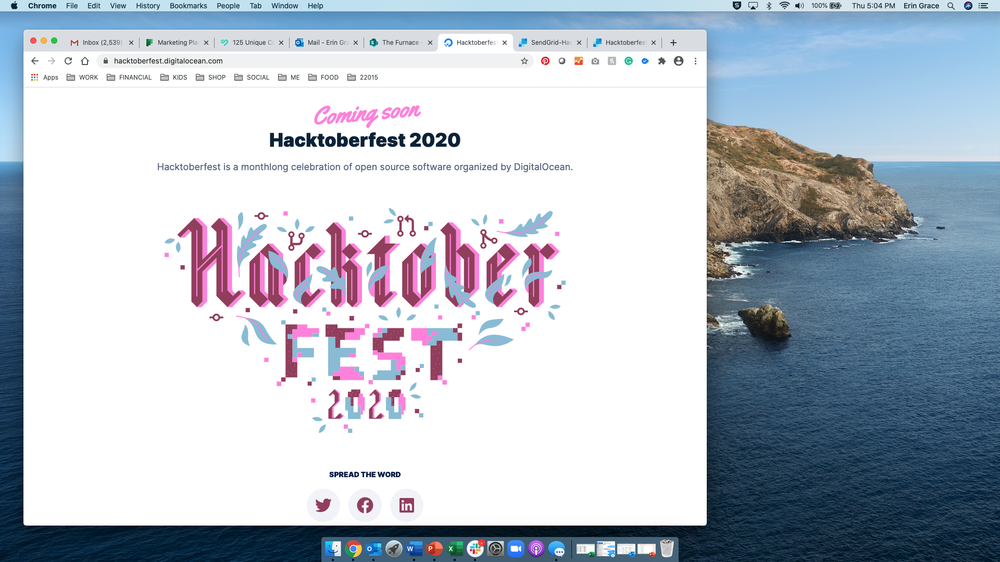 Chrome File Edit View History Bookmarks People Tab Window Help 100% Thu 5:04 PM Erin Grace
Inbox (2,539) Marketing Pla 125 Unique Co Mail - Erin Gra The Furnace - Hacktoberfest SendGrid-Hac Hacktoberfest
hacktoberfest.digitalocean.com
Apps WORK FINANCIAL KIDS SHOP SOCIAL ME FOOD 22015
Coming soon
Hacktoberfest 2020
Hacktoberfest is a monthlong celebration of open source software organized by DigitalOcean.
Hacktober
FEST
2020
SPREAD THE WORD